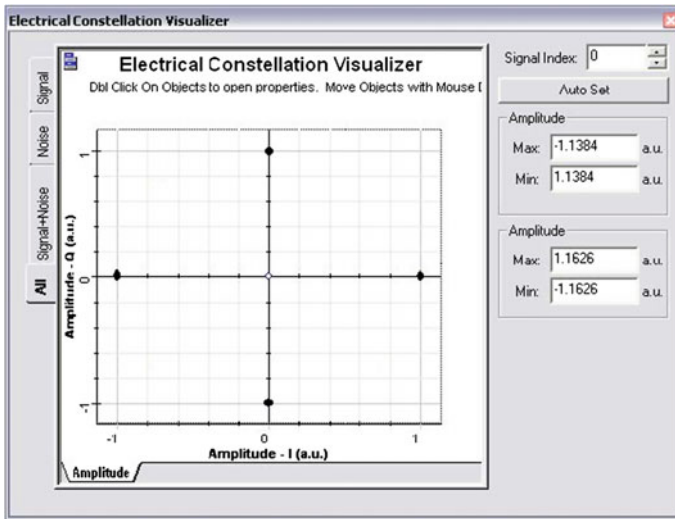 Electrical Constellation Visualizer
Electrical Constellation Visualizer
Dbl Click On Objects to open properties. Move Objects with Mouse D
Signal
Noise
Signal+Noise
All
Amplitude - Q (a.u.)
1
0
-1
-1
0
1
Amplitude - I (a.u.)
Amplitude
Signal Index: 0
Auto Set
Amplitude
Max: -1.1384 a.u.
Min: 1.1384 a.u.
Amplitude
Max: 1.1626 a.u.
Min: -1.1626 a.u.